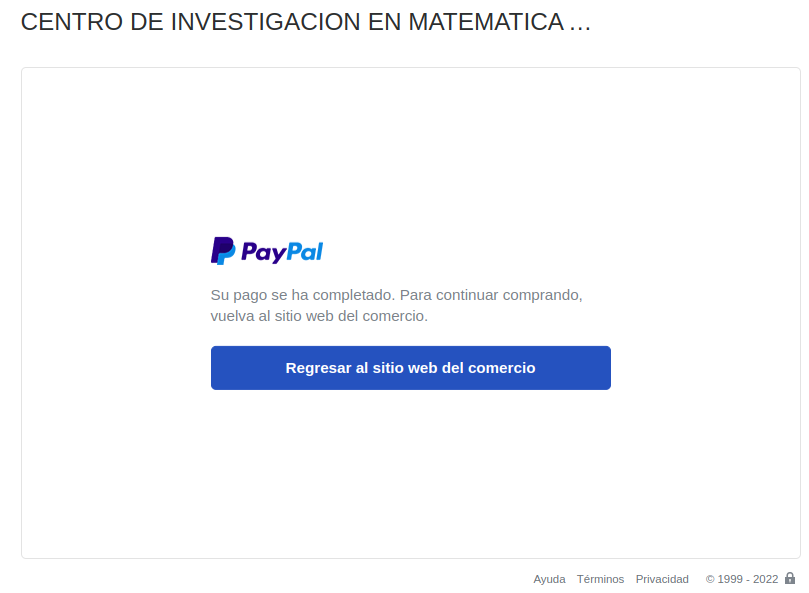 CENTRO DE INVESTIGACION EN MATEMATICA ...
PayPal
Su pago se ha completado. Para continuar comprando,
vuelva al sitio web del comercio.
Regresar al sitio web del comercio
Ayuda Términos Privacidad © 1999 - 2022